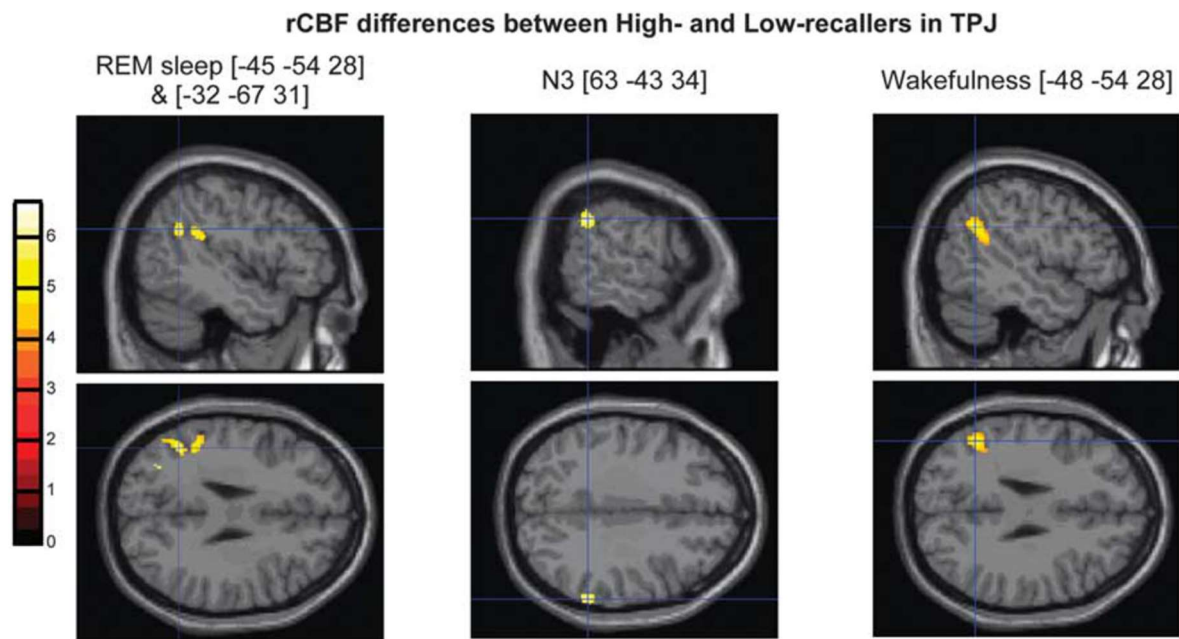 rCBF differences between High- and Low-recallers in TPJ
REM sleep [-45 -54 28]
& [-32 -67 31]
N3 [63 -43 34]
Wakefulness [-48 -54 28]
6
5
4
3
2
1
0